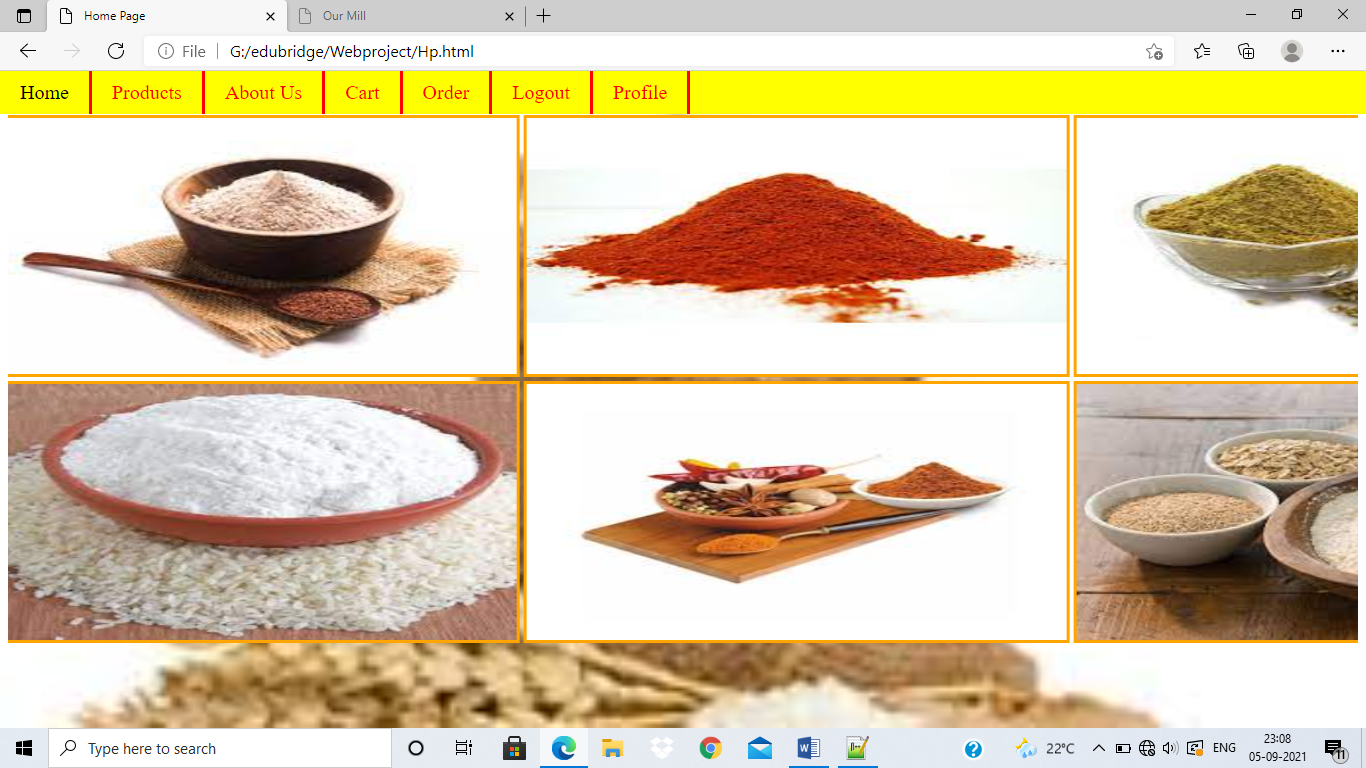 Home Page
Our Mill
File
G:/edubridge/Webproject/Hp.html
Home
Products
About Us
Cart
Order
Logout
Profile
Type here to search
22°C
ENG
23:08
05-09-2021
11